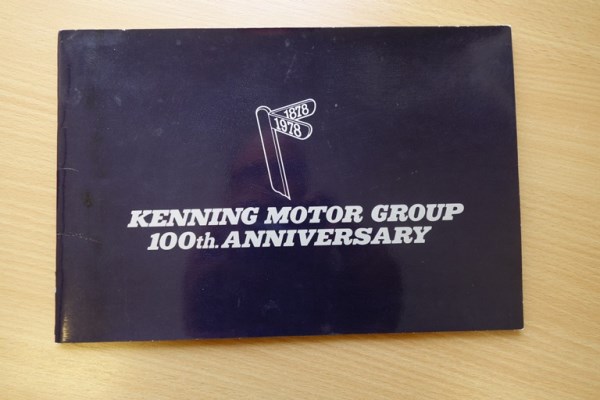 1878
1978
KENNING MOTOR GROUP
100th. ANNIVERSARY